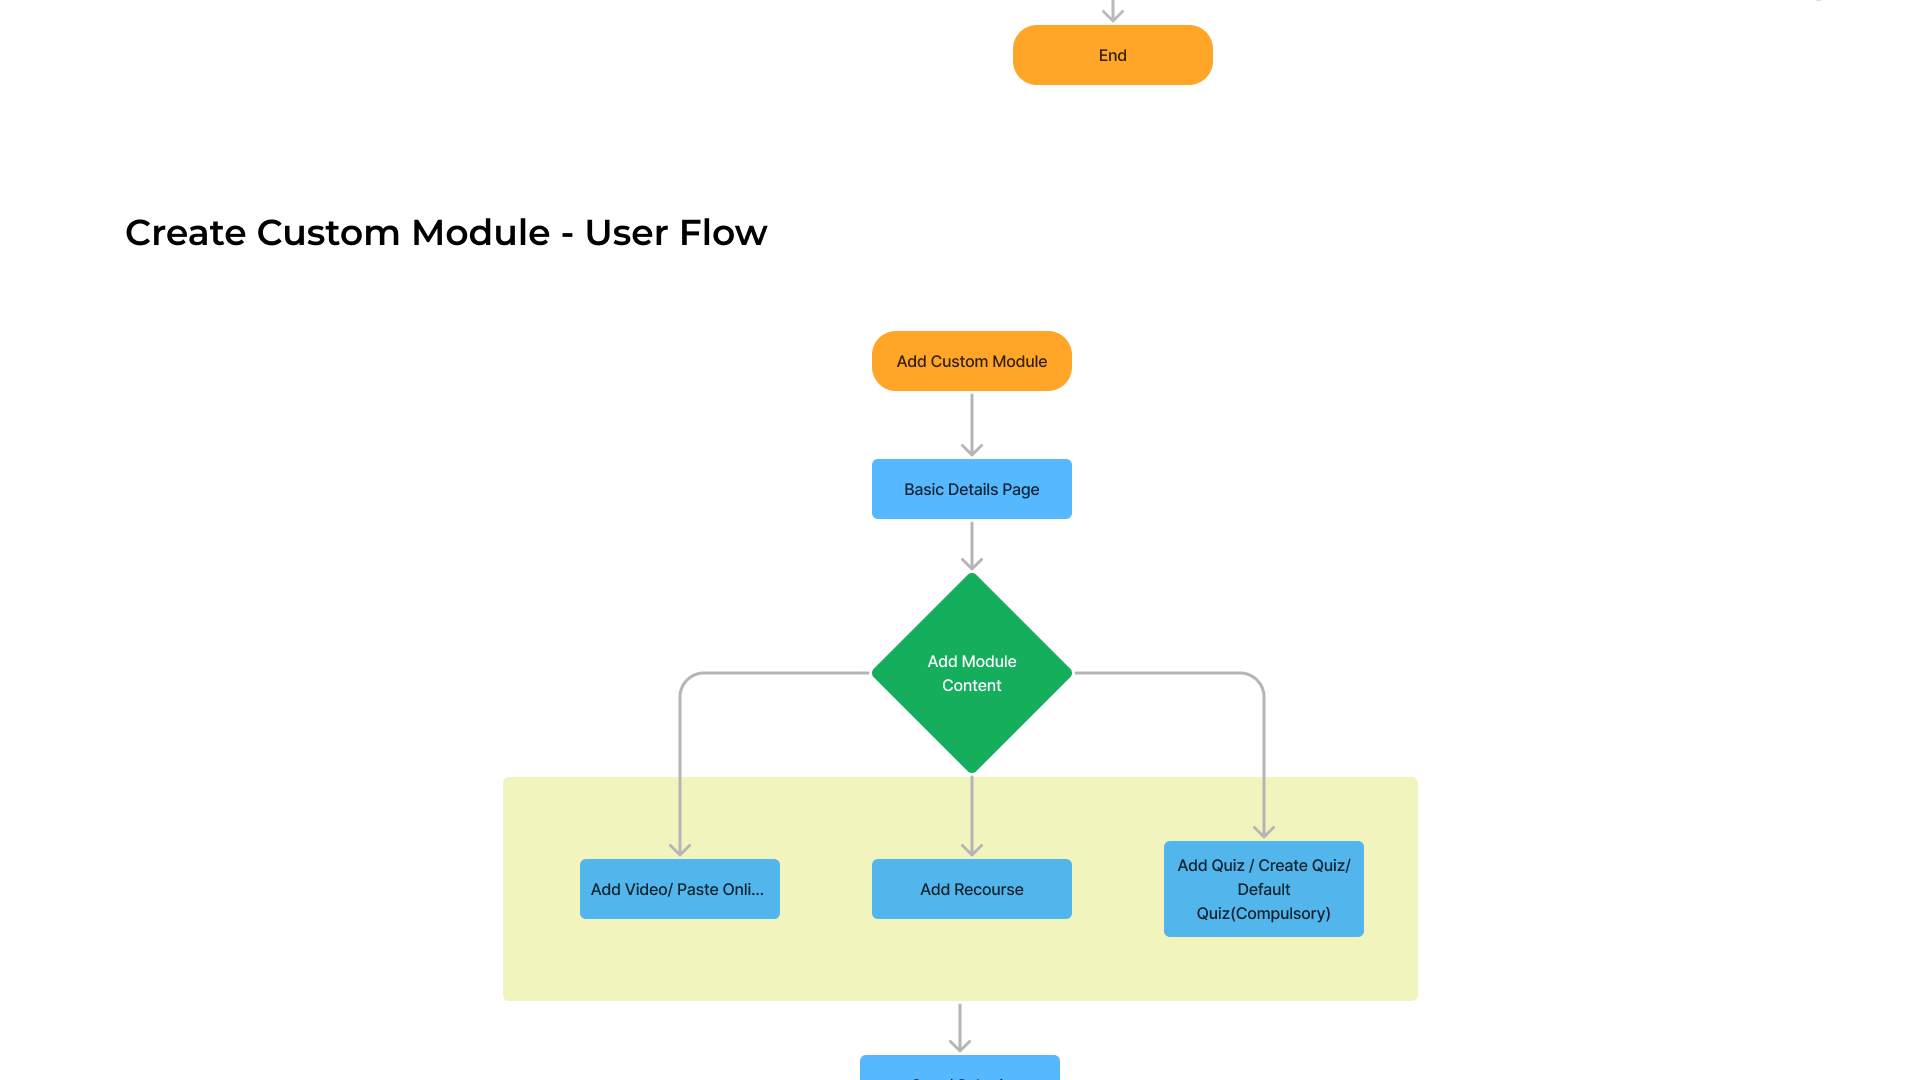 End
Create Custom Module - User Flow
Add Custom Module
Basic Details Page
Add Module
Content
Add Video/ Paste Onli...
Add Recourse
Add Quiz / Create Quiz/
Default
Quiz(Compulsory)